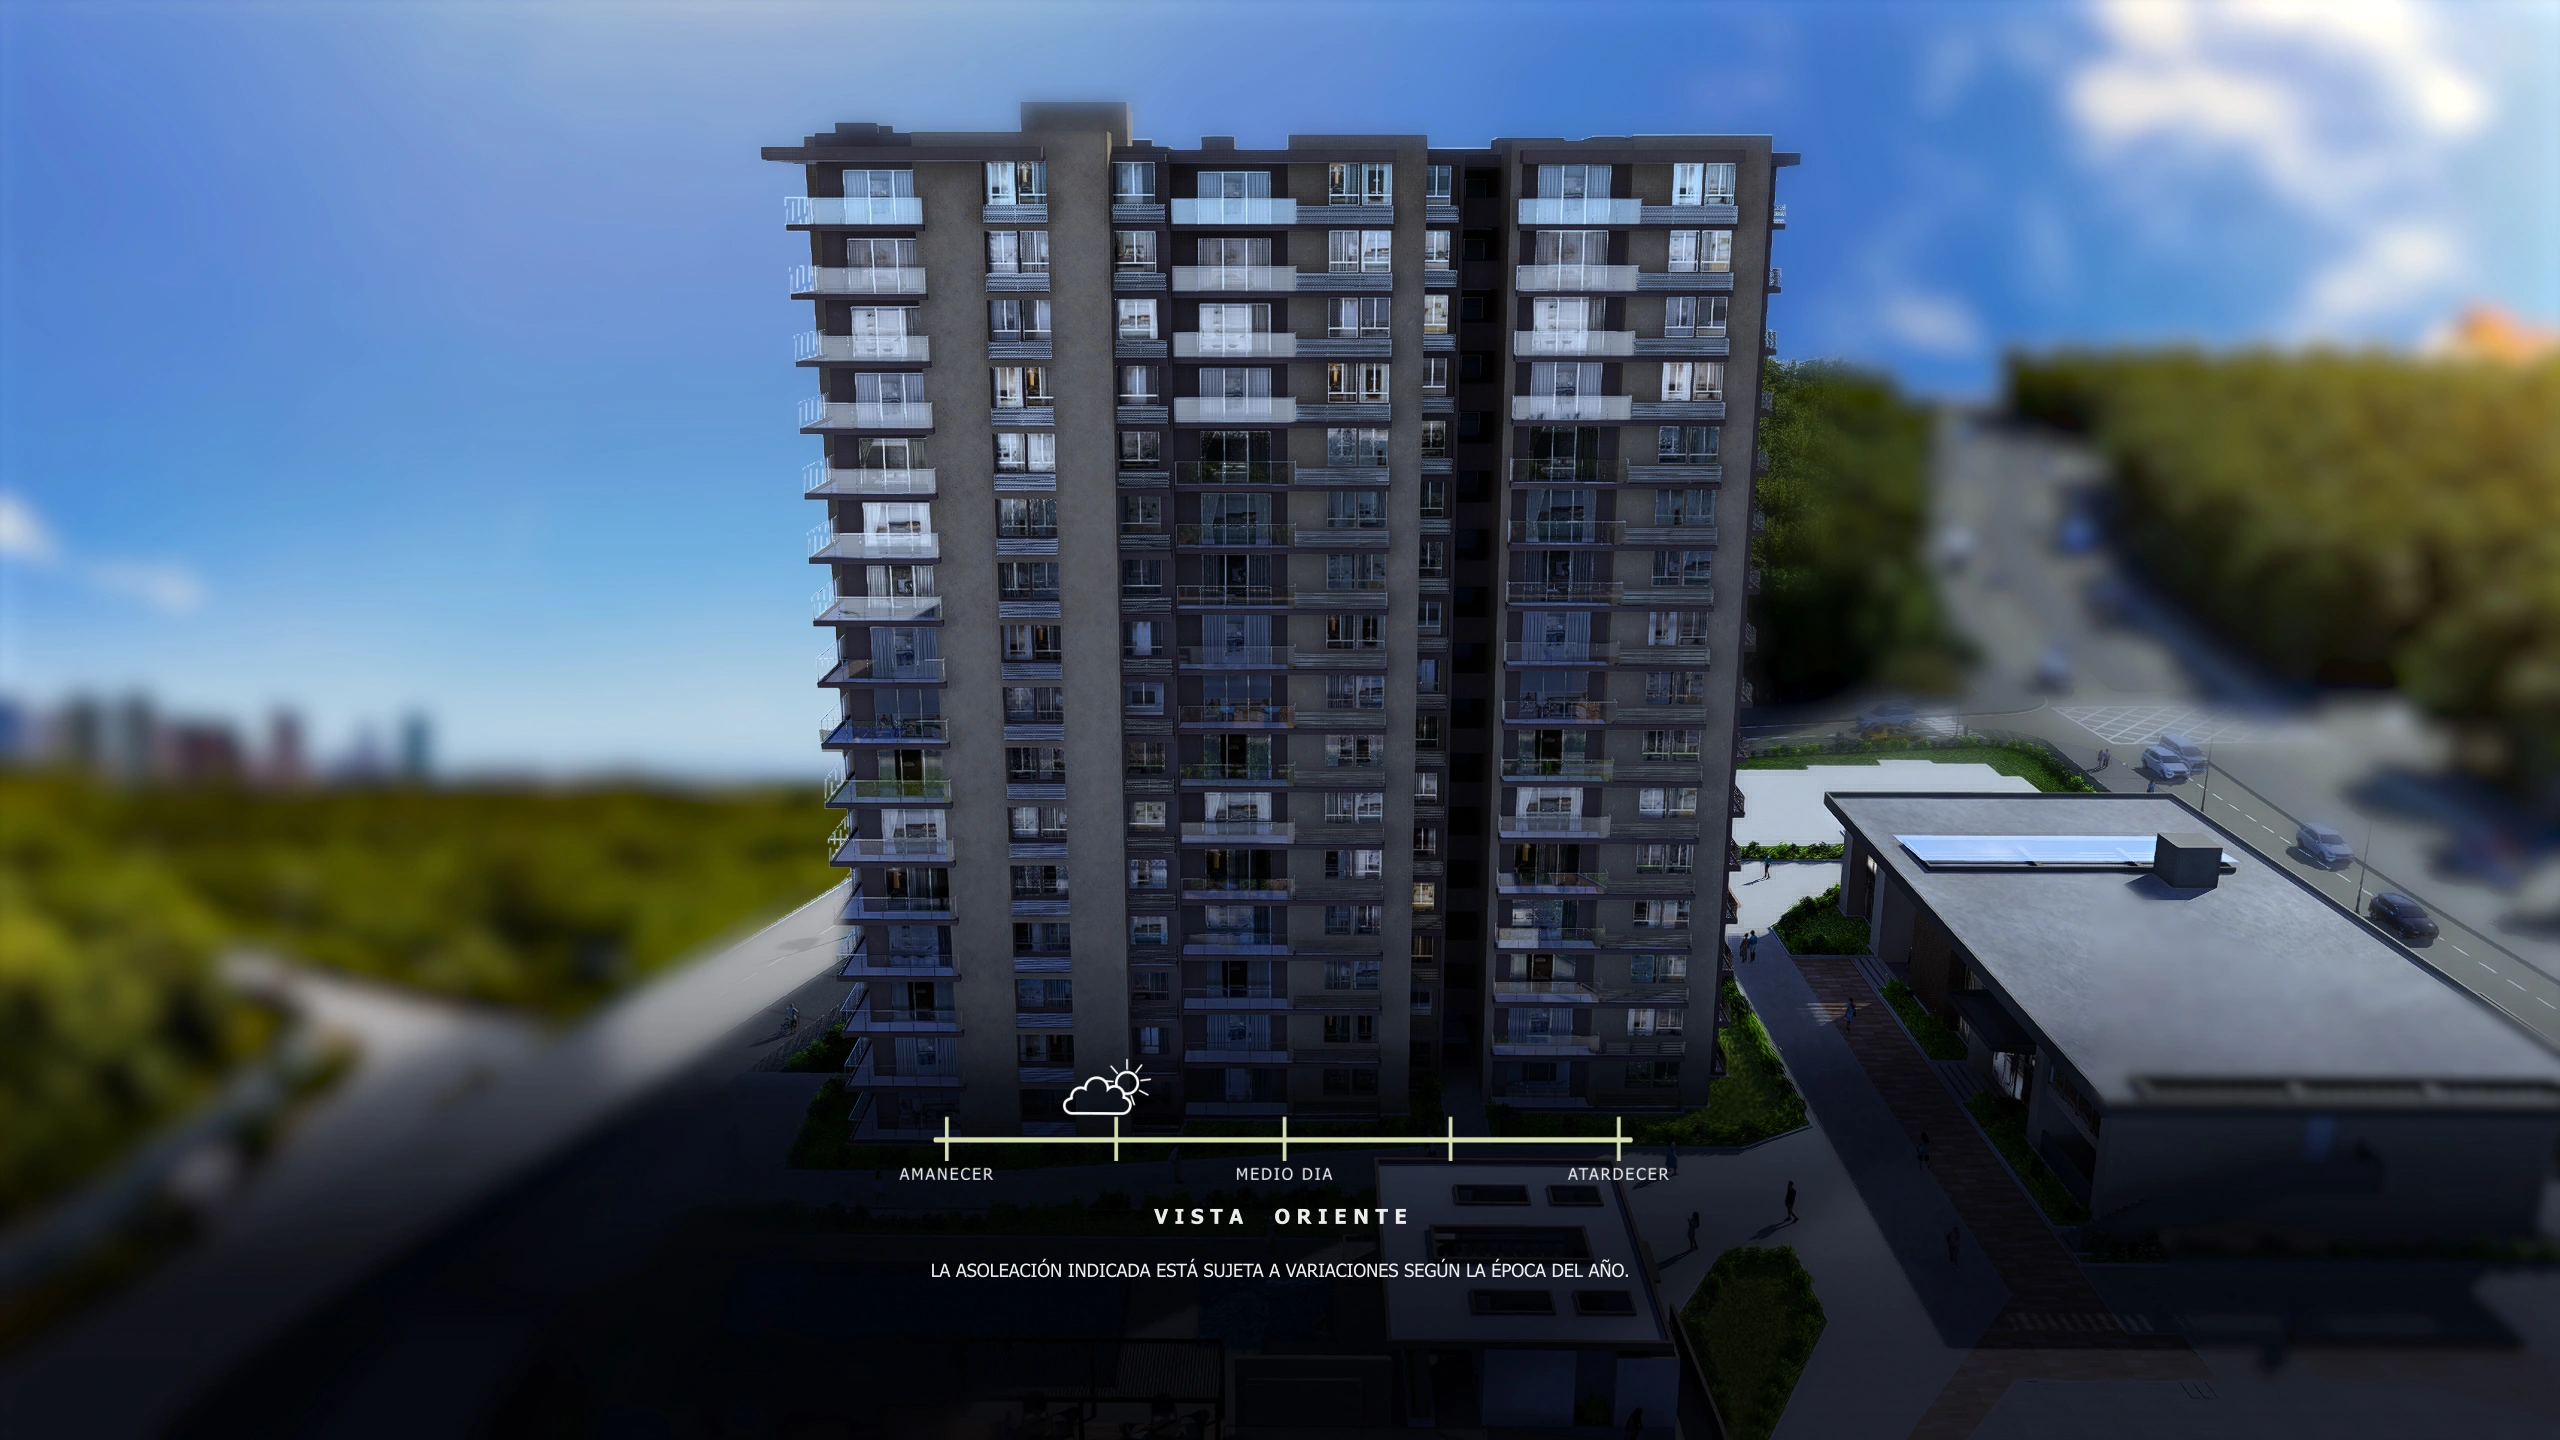 AMANECER MEDIO DIA ATARDECER
VISTA ORIENTE
LA ASOLEACIÓN INDICADA ESTÁ SUJETA A VARIACIONES SEGÚN LA ÉPOCA DEL AÑO.